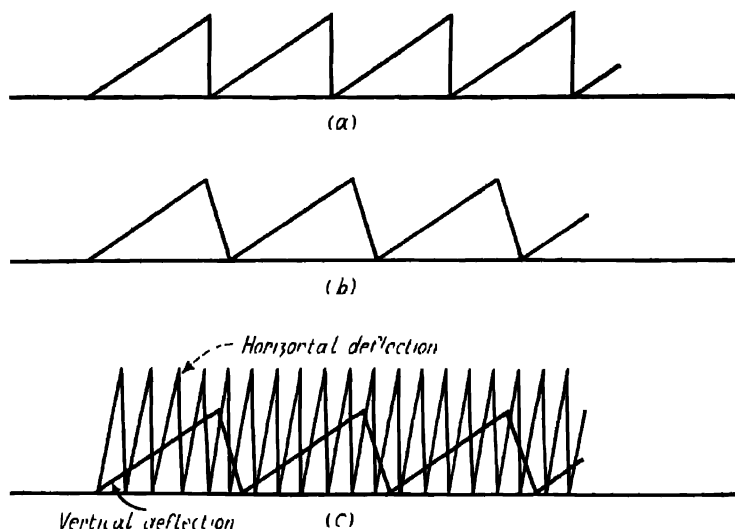 (a)
(b)
Horizontal deflection
Vertical deflection
(c)